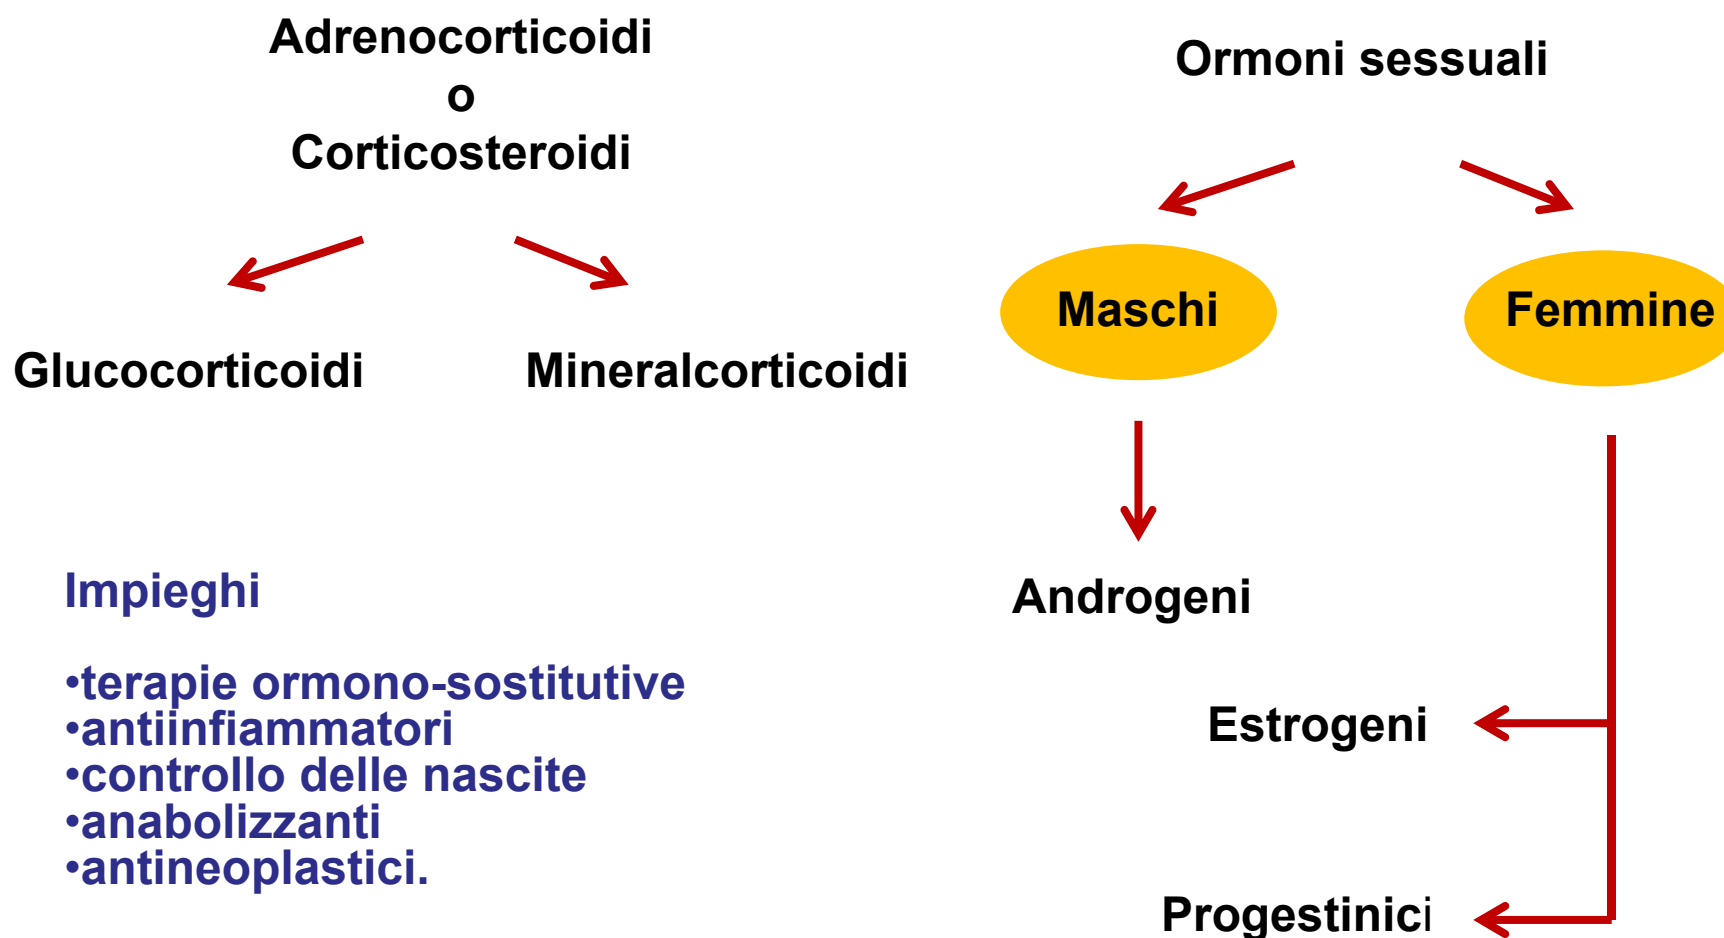 Adrenocorticoidi
o
Corticosteroidi
Glucocorticoidi
Mineralcorticoidi
Ormoni sessuali
Maschi
Femmine
Androgeni
Estrogeni
Progestinici
Impieghi
•terapie ormono-sostitutive
•antiinfiammatori
•controllo delle nascite
•anabolizzanti
•antineoplastici.